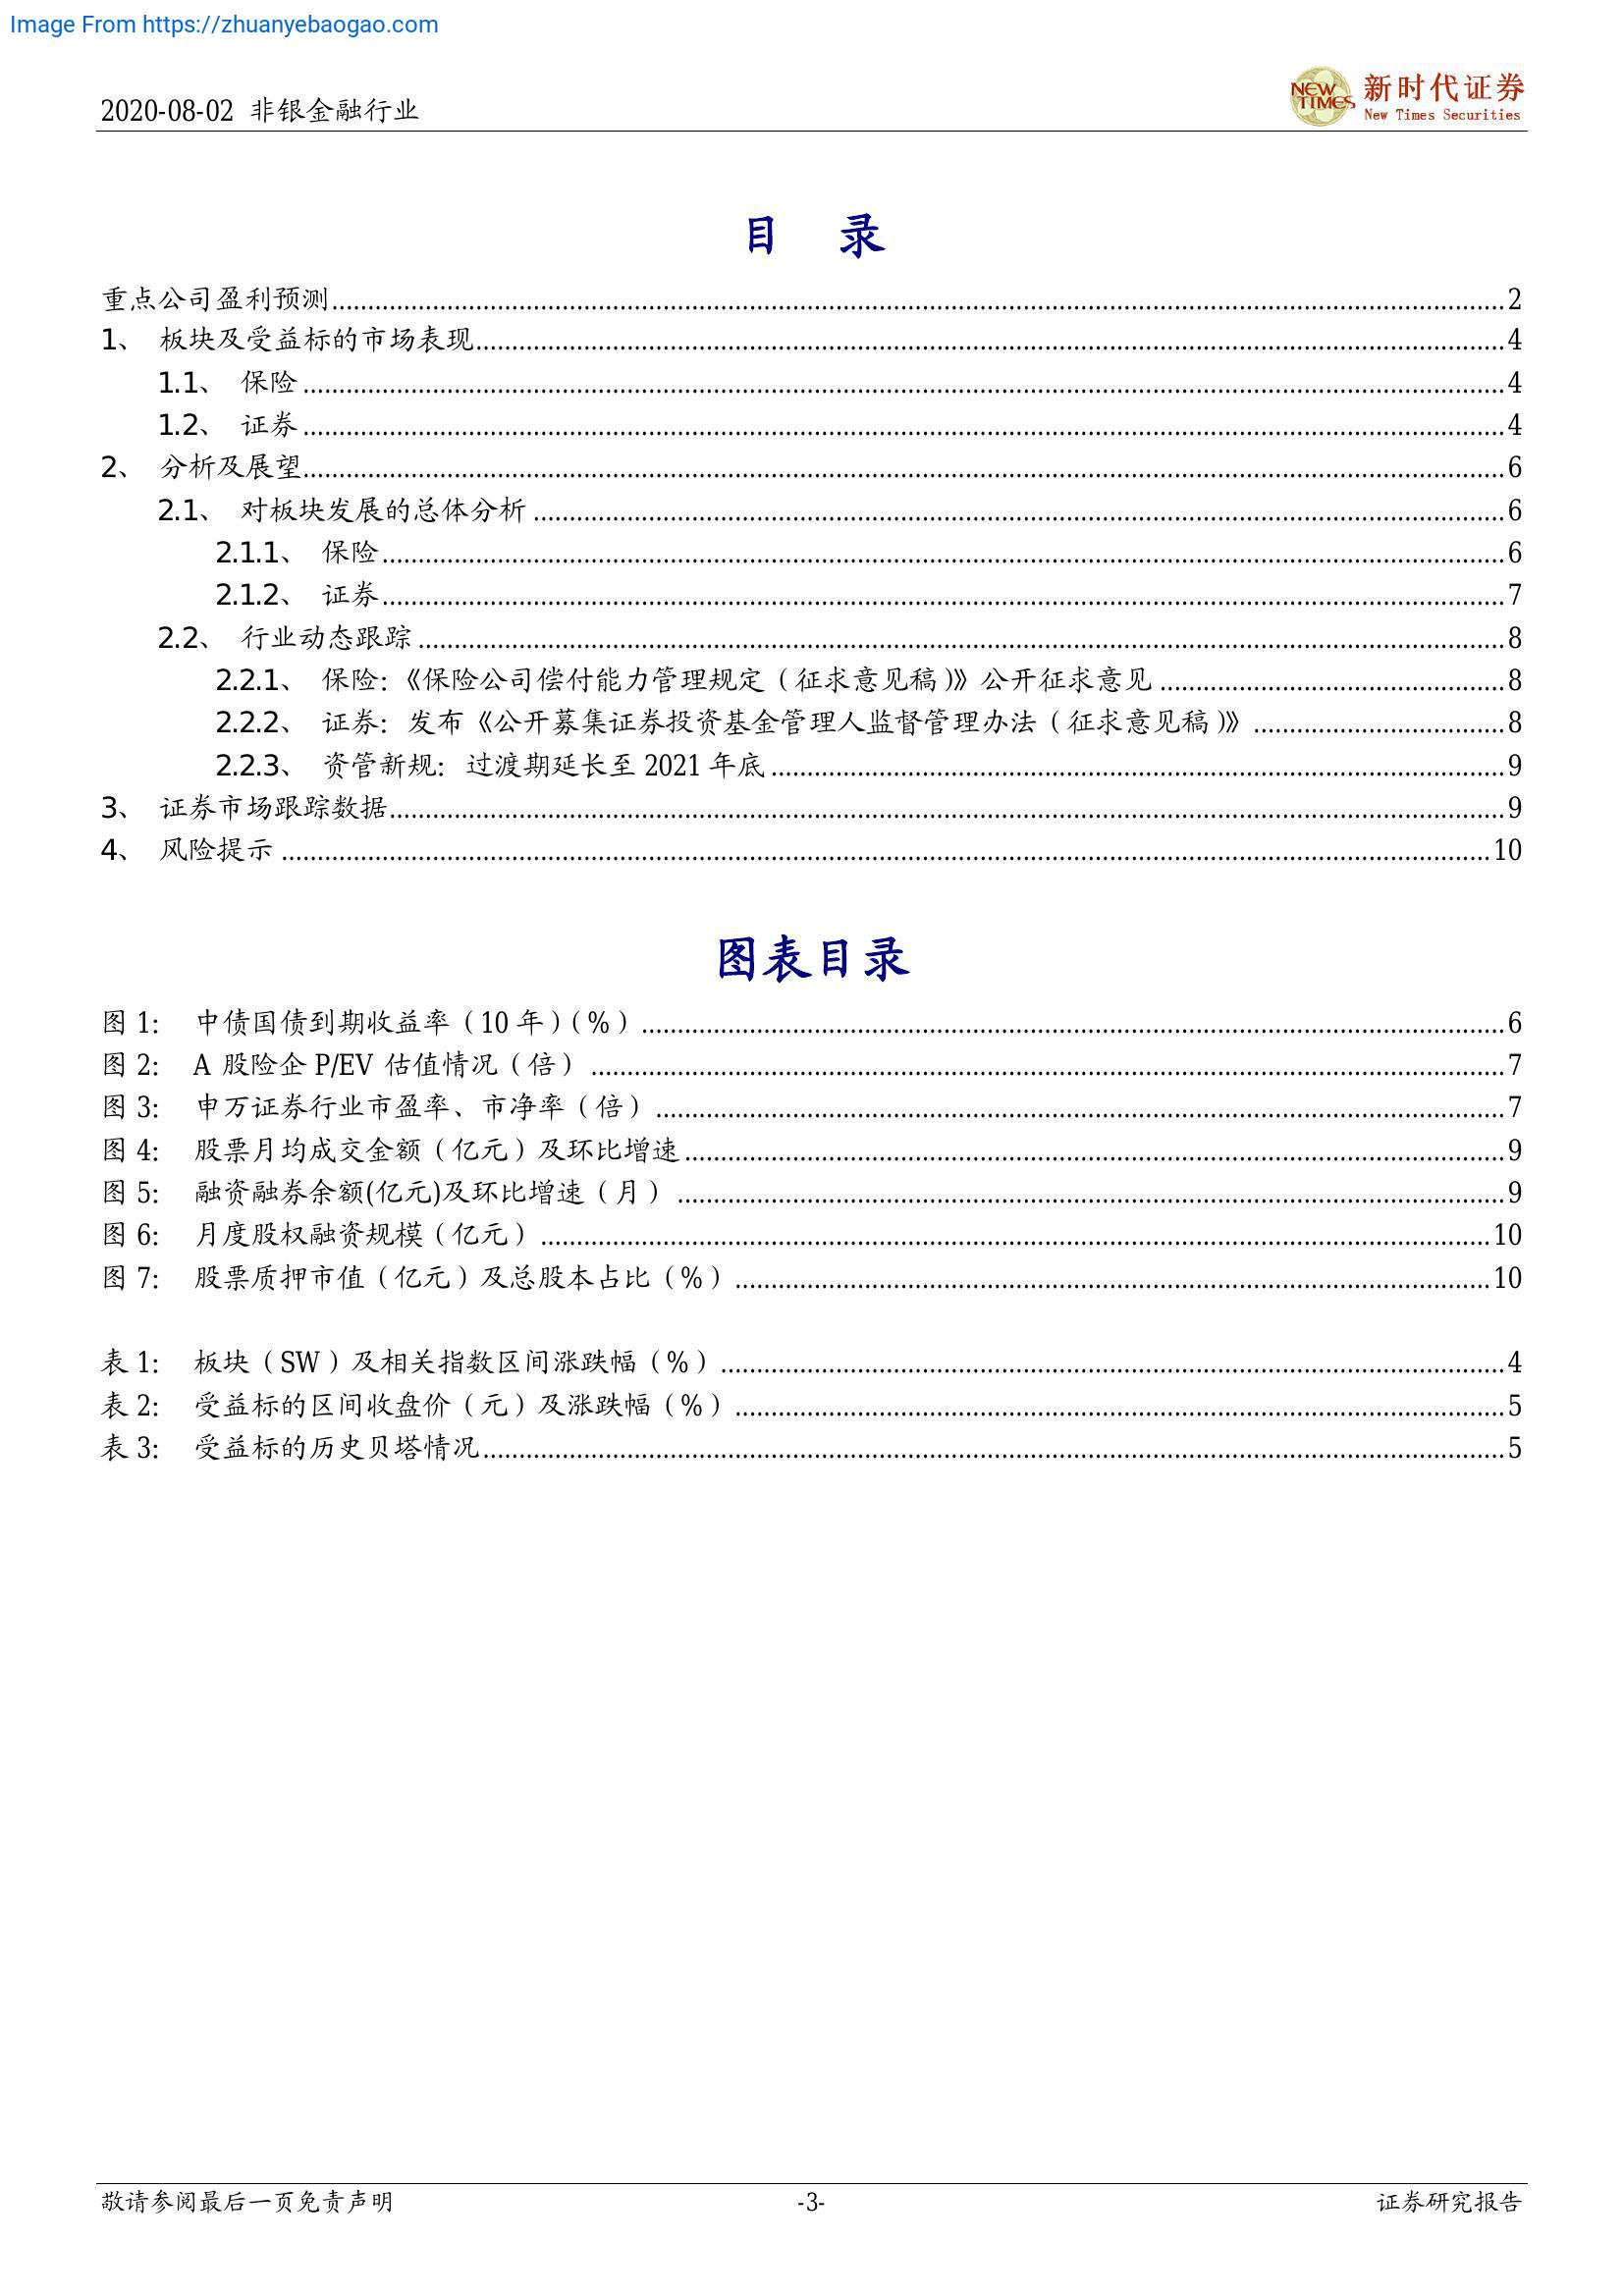 Image From https://zhuanyebaogao.com
2020-08-02 非银金融行业
NEW TIMES 新时代证券
New Times Securities
目 录
重点公司盈利预测 2
1、 板块及受益标的市场表现 4
1.1、 保险 4
1.2、 证券 4
2、 分析及展望 6
2.1、 对板块发展的总体分析 6
2.1.1、 保险 6
2.1.2、 证券 7
2.2、 行业动态跟踪 8
2.2.1、 保险：《保险公司偿付能力管理规定（征求意见稿）》公开征求意见 8
2.2.2、 证券：发布《公开募集证券投资基金管理人监督管理办法（征求意见稿）》 8
2.2.3、 资管新规：过渡期延长至 2021 年底 9
3、 证券市场跟踪数据 9
4、 风险提示 10
图表目录
图 1： 中债国债到期收益率（10 年）（%） 6
图 2： A 股险企 P/EV 估值情况（倍） 7
图 3： 申万证券行业市盈率、市净率（倍） 7
图 4： 股票月均成交金额（亿元）及环比增速 9
图 5： 融资融券余额(亿元)及环比增速（月） 9
图 6： 月度股权融资规模（亿元） 10
图 7： 股票质押市值（亿元）及总股本占比（%） 10
表 1： 板块（SW）及相关指数区间涨跌幅（%） 4
表 2： 受益标的区间收盘价（元）及涨跌幅（%） 5
表 3： 受益标的历史贝塔情况 5
敬请参阅最后一页免责声明 -3- 证券研究报告